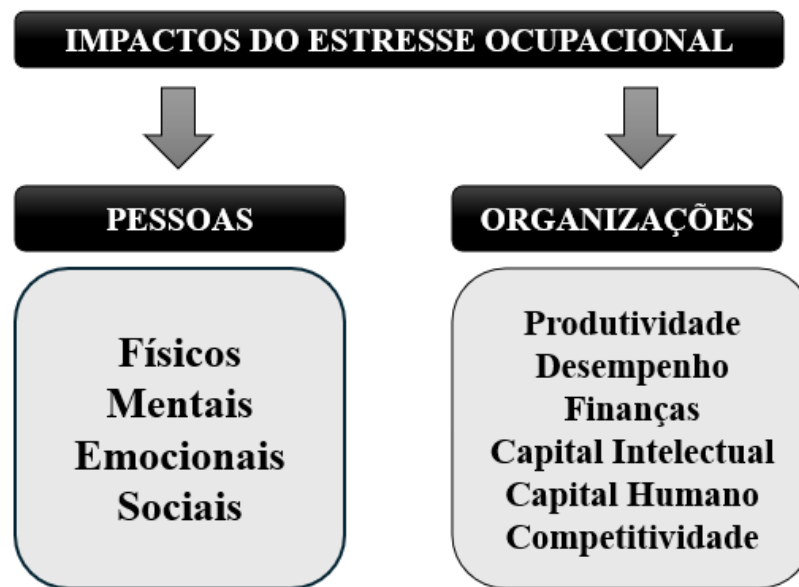 IMPACTOS DO ESTRESSE OCUPACIONAL
PESSOAS
Físicos
Mentais
Emocionais
Sociais
ORGANIZAÇÕES
Produtividade
Desempenho
Finanças
Capital Intelectual
Capital Humano
Competitividade